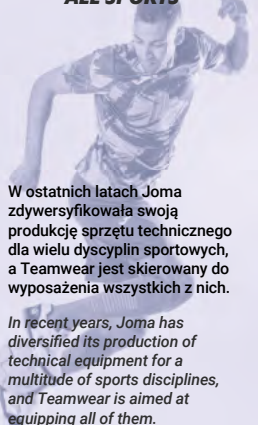 ALL SPORTS
W ostatnich latach Joma
zdywersyfikowała swoją
produkcję sprzętu technicznego
dla wielu dyscyplin sportowych,
a Teamwear jest skierowany do
wyposażenia wszystkich z nich.
In recent years, Joma has
diversified its production of
technical equipment for a
multitude of sports disciplines,
and Teamwear is aimed at
equipping all of them.